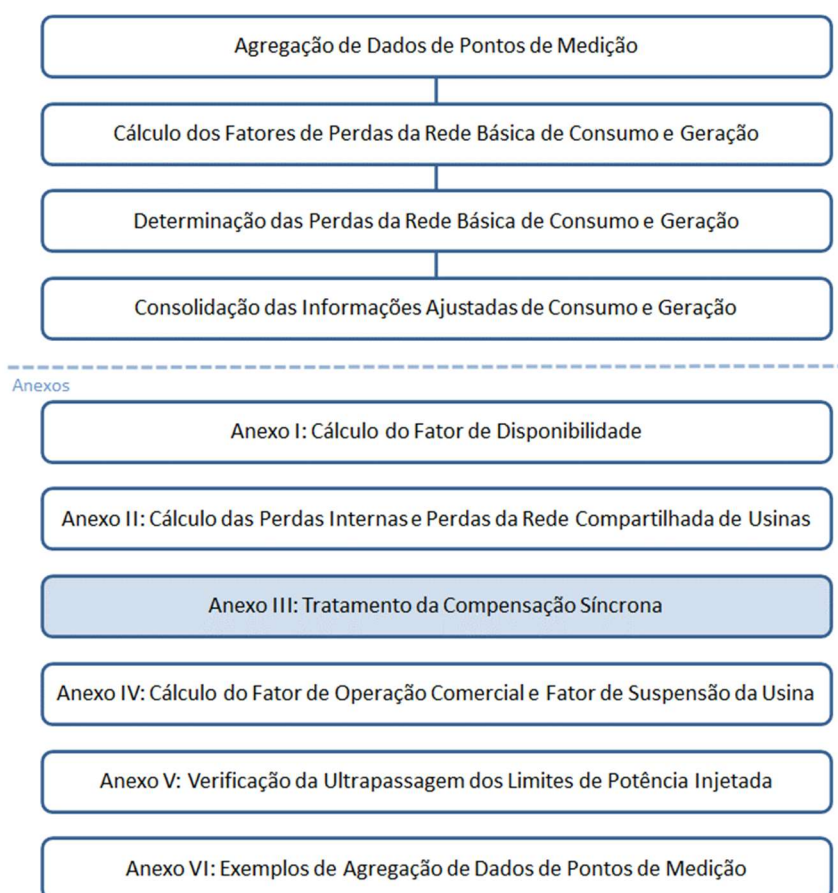 Agregação de Dados de Pontos de Medição
Cálculo dos Fatores de Perdas da Rede Básica de Consumo e Geração
Determinação das Perdas da Rede Básica de Consumo e Geração
Consolidação das Informações Ajustadas de Consumo e Geração
Anexos
Anexo I: Cálculo do Fator de Disponibilidade
Anexo II: Cálculo das Perdas Internas e Perdas da Rede Compartilhada de Usinas
Anexo III: Tratamento da Compensação Síncrona
Anexo IV: Cálculo do Fator de Operação Comercial e Fator de Suspensão da Usina
Anexo V: Verificação da Ultrapassagem dos Limites de Potência Injetada
Anexo VI: Exemplos de Agregação de Dados de Pontos de Medição